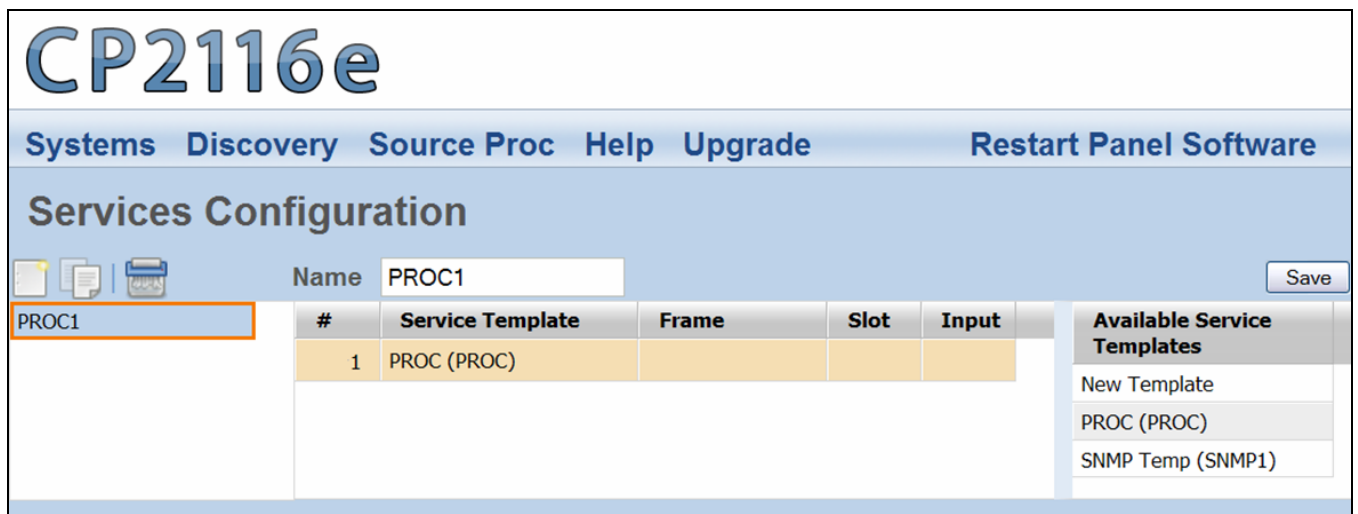 CP2116e
Systems Discovery Source Proc Help Upgrade Restart Panel Software
Services Configuration
Name PROC1 Save
PROC1
# Service Template Frame Slot Input
1 PROC (PROC)
Available Service
Templates
New Template
PROC (PROC)
SNMP Temp (SNMP1)